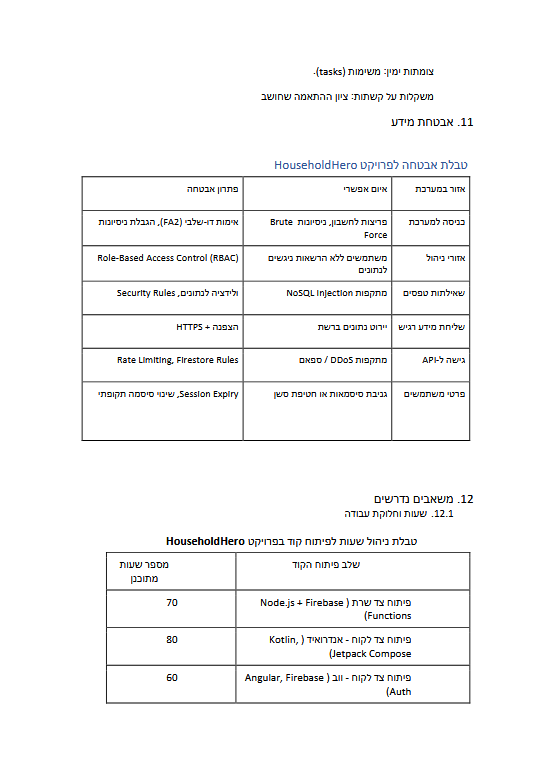 צומתות ימין: משימות (tasks).
משקלות על קשתות: ציון ההתאמה שחושב
11. אבטחת מידע
טבלת אבטחה לפרויקט HouseholdHero
אזור במערכת איום אפשרי פתרון אבטחה
כניסה למערכת פריצות לחשבון, ניסיונות Brute Force אימות דו-שלבי (FA2), הגבלת ניסיונות
אזורי ניהול משתמשים ללא הרשאות ניגשים לנתונים Role-Based Access Control (RBAC)
שאילתות טפסים מתקפות NoSQL Injection ולידציה לנתונים, Security Rules
שליחת מידע רגיש יירוט נתונים ברשת הצפנה + HTTPS
גישה ל-API מתקפות DDoS / ספאם Rate Limiting, Firestore Rules
פרטי משתמשים גניבת סיסמאות או חטיפת סשן Session Expiry, שינוי סיסמה תקופתי
12. משאבים נדרשים
12.1. שעות וחלוקת עבודה
טבלת ניהול שעות לפיתוח קוד בפרויקט HouseholdHero
שלב פיתוח הקוד מספר שעות מתוכנן
פיתוח צד שרת (Node.js + Firebase Functions) 70
פיתוח צד לקוח - אנדרואיד (Kotlin, Jetpack Compose) 80
פיתוח צד לקוח - ווב (Angular, Firebase Auth) 60